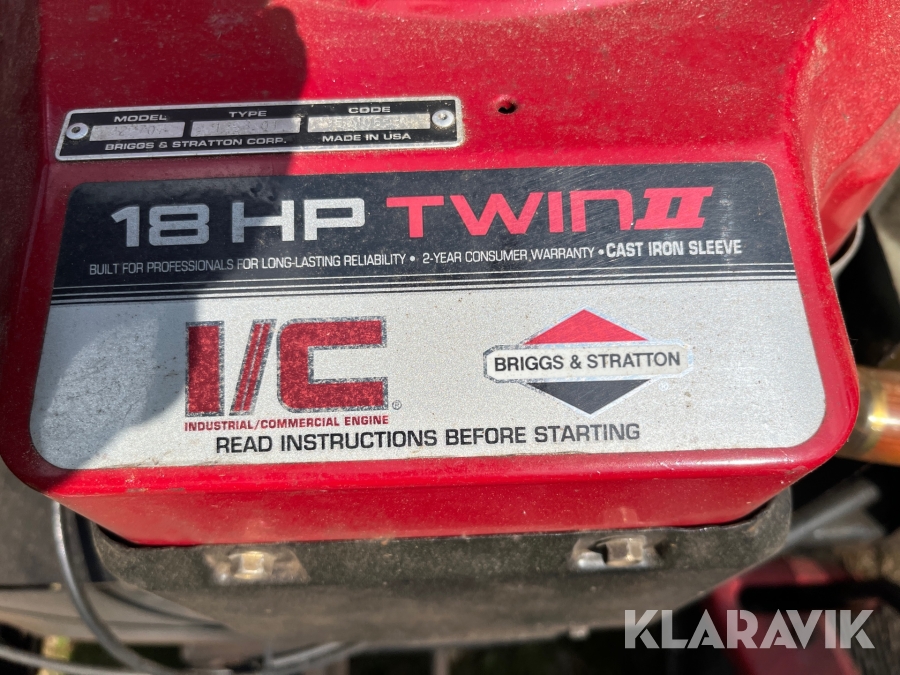 MODEL TYPE CODE
BRIGGS & STRATTON CORP. MADE IN USA
18 HP TWIN II
BUILT FOR PROFESSIONALS FOR LONG-LASTING RELIABILITY • 2-YEAR CONSUMER WARRANTY • CAST IRON SLEEVE
I/C®
INDUSTRIAL/COMMERCIAL ENGINE
BRIGGS & STRATTON
READ INSTRUCTIONS BEFORE STARTING
KLARAVIK